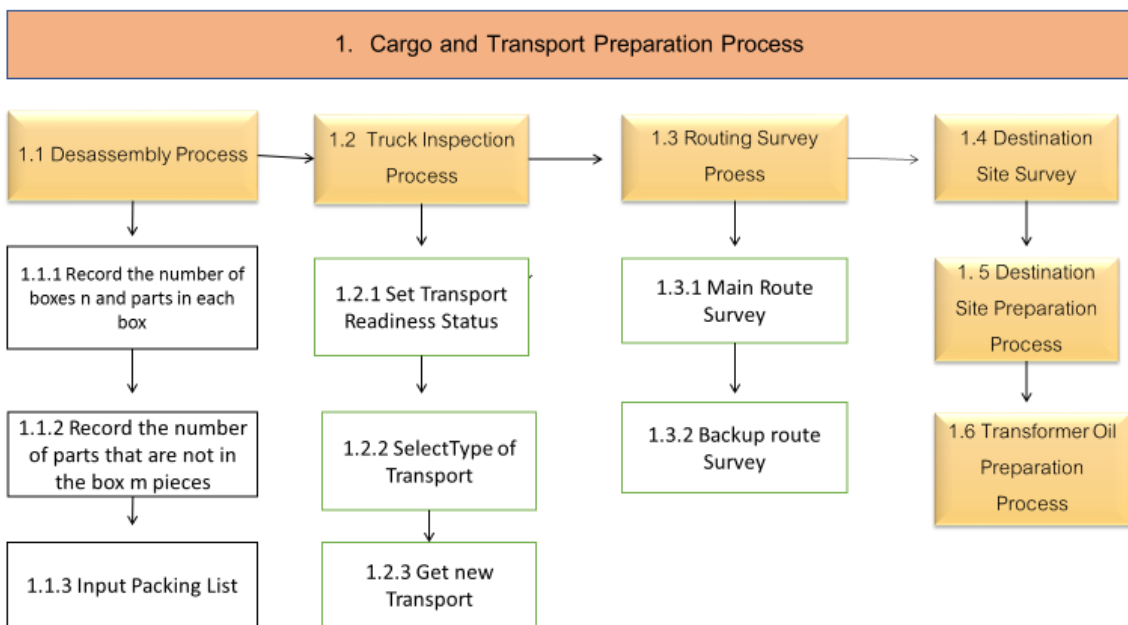 1. Cargo and Transport Preparation Process
1.1 Desassembly Process
1.2 Truck Inspection
Process
1.3 Routing Survey
Proess
1.4 Destination
Site Survey
1.1.1 Record the number of
boxes n and parts in each
box
1.2.1 Set Transport
Readiness Status
1.3.1 Main Route
Survey
1. 5 Destination
Site Preparation
Process
1.1.2 Record the number
of parts that are not in
the box m pieces
1.2.2 SelectType of
Transport
1.3.2 Backup route
Survey
1.6 Transformer Oil
Preparation
Process
1.1.3 Input Packing List
1.2.3 Get new
Transport